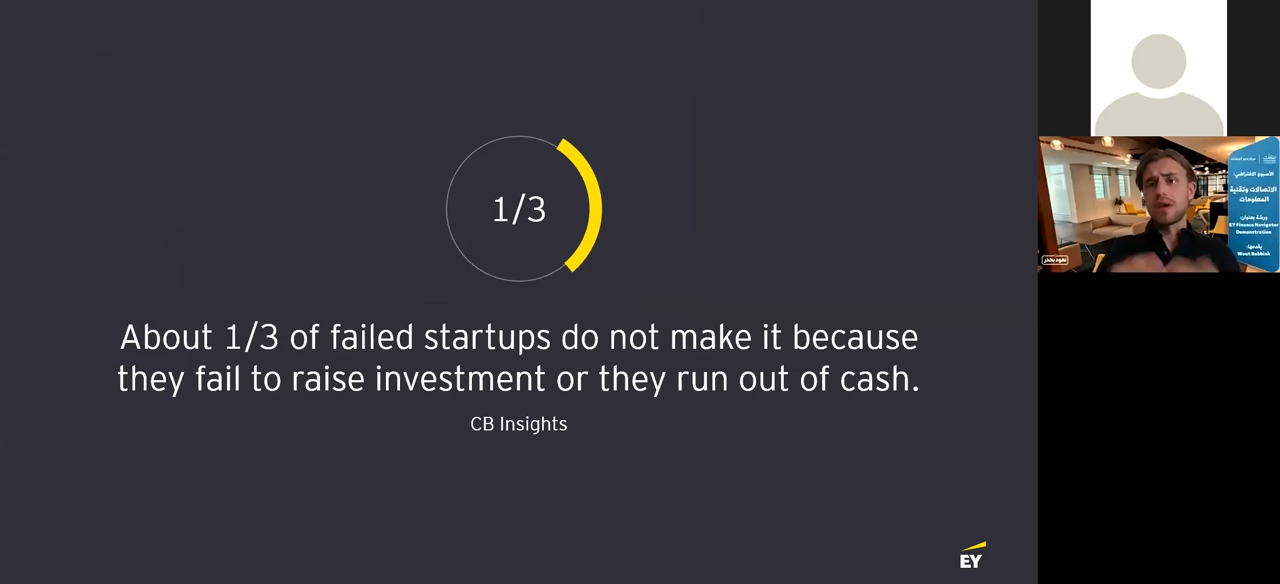 1/3
About 1/3 of failed startups do not make it because
they fail to raise investment or they run out of cash.
CB Insights
EY
الأسبوع الافتراضي:
الاتصالات وتقنية
المعلومات
ورشة بعنوان:
EY Finance Navigator
Demonstration
يقدمها:
Wout Bobbink